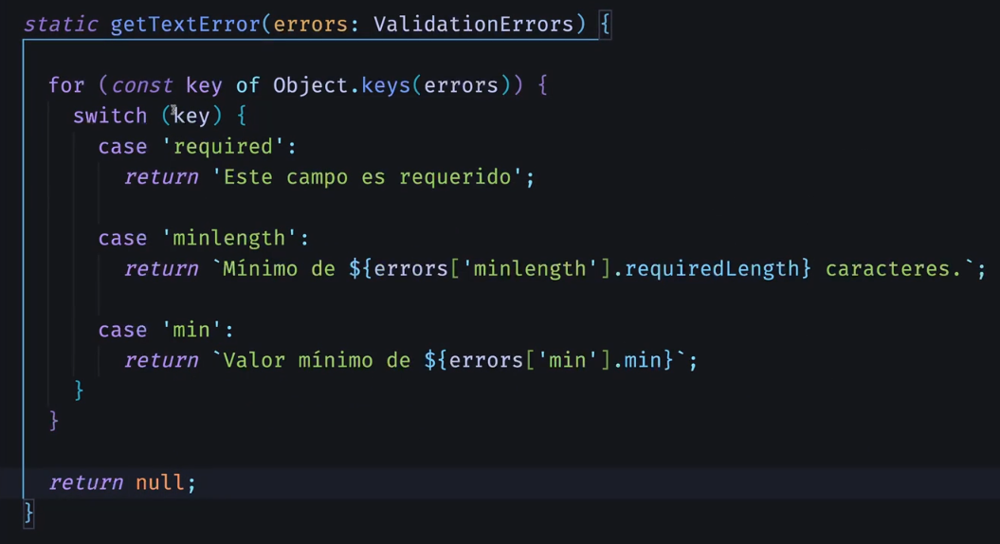 static getTextError(errors: ValidationErrors) {
for (const key of Object.keys(errors)) {
switch (key) {
case 'required':
return 'Este campo es requerido';
case 'minlength':
return `Mínimo de ${errors['minlength'].requiredLength} caracteres.`;
case 'min':
return `Valor mínimo de ${errors['min'].min}`;
}
}
return null;
}